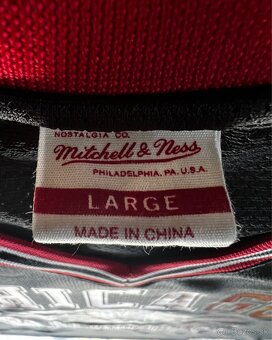 NOSTALGIA CO.
Mitchell & Ness
PHILADELPHIA, PA. U.S.A.
LARGE
MADE IN CHINA